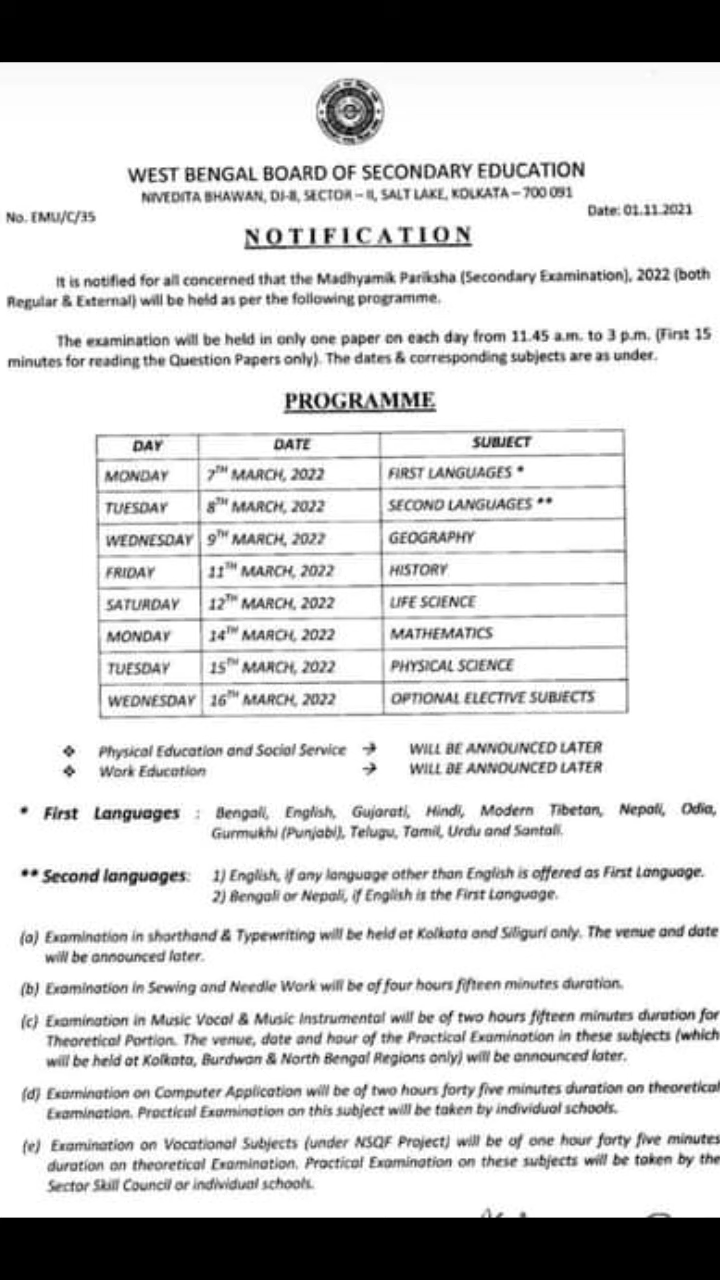 WEST BENGAL BOARD OF SECONDARY EDUCATION
NIVEDITA BHAWAN, DJ-8, SECTOR – II, SALT LAKE, KOLKATA – 700 091
No. EMU/C/35
Date: 01.11.2021
NOTIFICATION
It is notified for all concerned that the Madhyamik Pariksha (Secondary Examination), 2022 (both
Regular & External) will be held as per the following programme.
The examination will be held in only one paper on each day from 11.45 a.m. to 3 p.m. (First 15
minutes for reading the Question Papers only). The dates & corresponding subjects are as under.
PROGRAMME
DAY DATE SUBJECT
MONDAY 7TH MARCH, 2022 FIRST LANGUAGES *
TUESDAY 8TH MARCH, 2022 SECOND LANGUAGES **
WEDNESDAY 9TH MARCH, 2022 GEOGRAPHY
FRIDAY 11TH MARCH, 2022 HISTORY
SATURDAY 12TH MARCH, 2022 LIFE SCIENCE
MONDAY 14TH MARCH, 2022 MATHEMATICS
TUESDAY 15TH MARCH, 2022 PHYSICAL SCIENCE
WEDNESDAY 16TH MARCH, 2022 OPTIONAL ELECTIVE SUBJECTS
❖ Physical Education and Social Service → WILL BE ANNOUNCED LATER
❖ Work Education → WILL BE ANNOUNCED LATER
* First Languages : Bengali, English, Gujarati, Hindi, Modern Tibetan, Nepali, Odia,
Gurmukhi (Punjabi), Telugu, Tamil, Urdu and Santali.
** Second languages: 1) English, if any language other than English is offered as First Language.
2) Bengali or Nepali, if English is the First Language.
(a) Examination in shorthand & Typewriting will be held at Kolkata and Siliguri only. The venue and date
will be announced later.
(b) Examination in Sewing and Needle Work will be of four hours fifteen minutes duration.
(c) Examination in Music Vocal & Music Instrumental will be of two hours fifteen minutes duration for
Theoretical Portion. The venue, date and hour of the Practical Examination in these subjects (which
will be held at Kolkata, Burdwan & North Bengal Regions only) will be announced later.
(d) Examination on Computer Application will be of two hours forty five minutes duration on theoretical
Examination. Practical Examination on this subject will be taken by individual schools.
(e) Examination on Vocational Subjects (under NSQF Project) will be of one hour forty five minutes
duration on theoretical Examination. Practical Examination on these subjects will be taken by the
Sector Skill Council or individual schools.